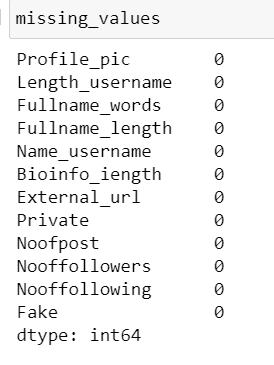 missing_values
Profile_pic 0
Length_username 0
Fullname_words 0
Fullname_length 0
Name_username 0
Bioinfo_iength 0
External_url 0
Private 0
Noofpost 0
Nooffollowers 0
Nooffollowing 0
Fake 0
dtype: int64